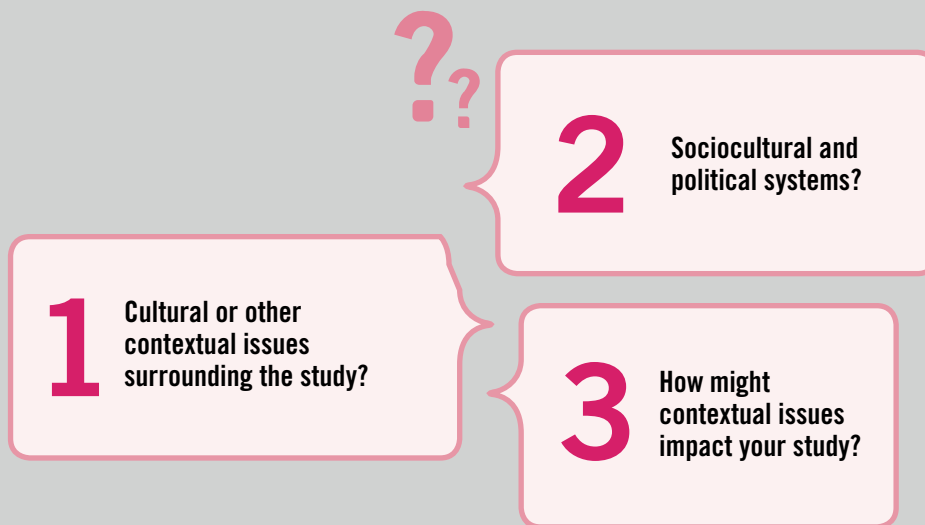 ??
1
Cultural or other
contextual issues
surrounding the study?
2
Sociocultural and
political systems?
3
How might
contextual issues
impact your study?